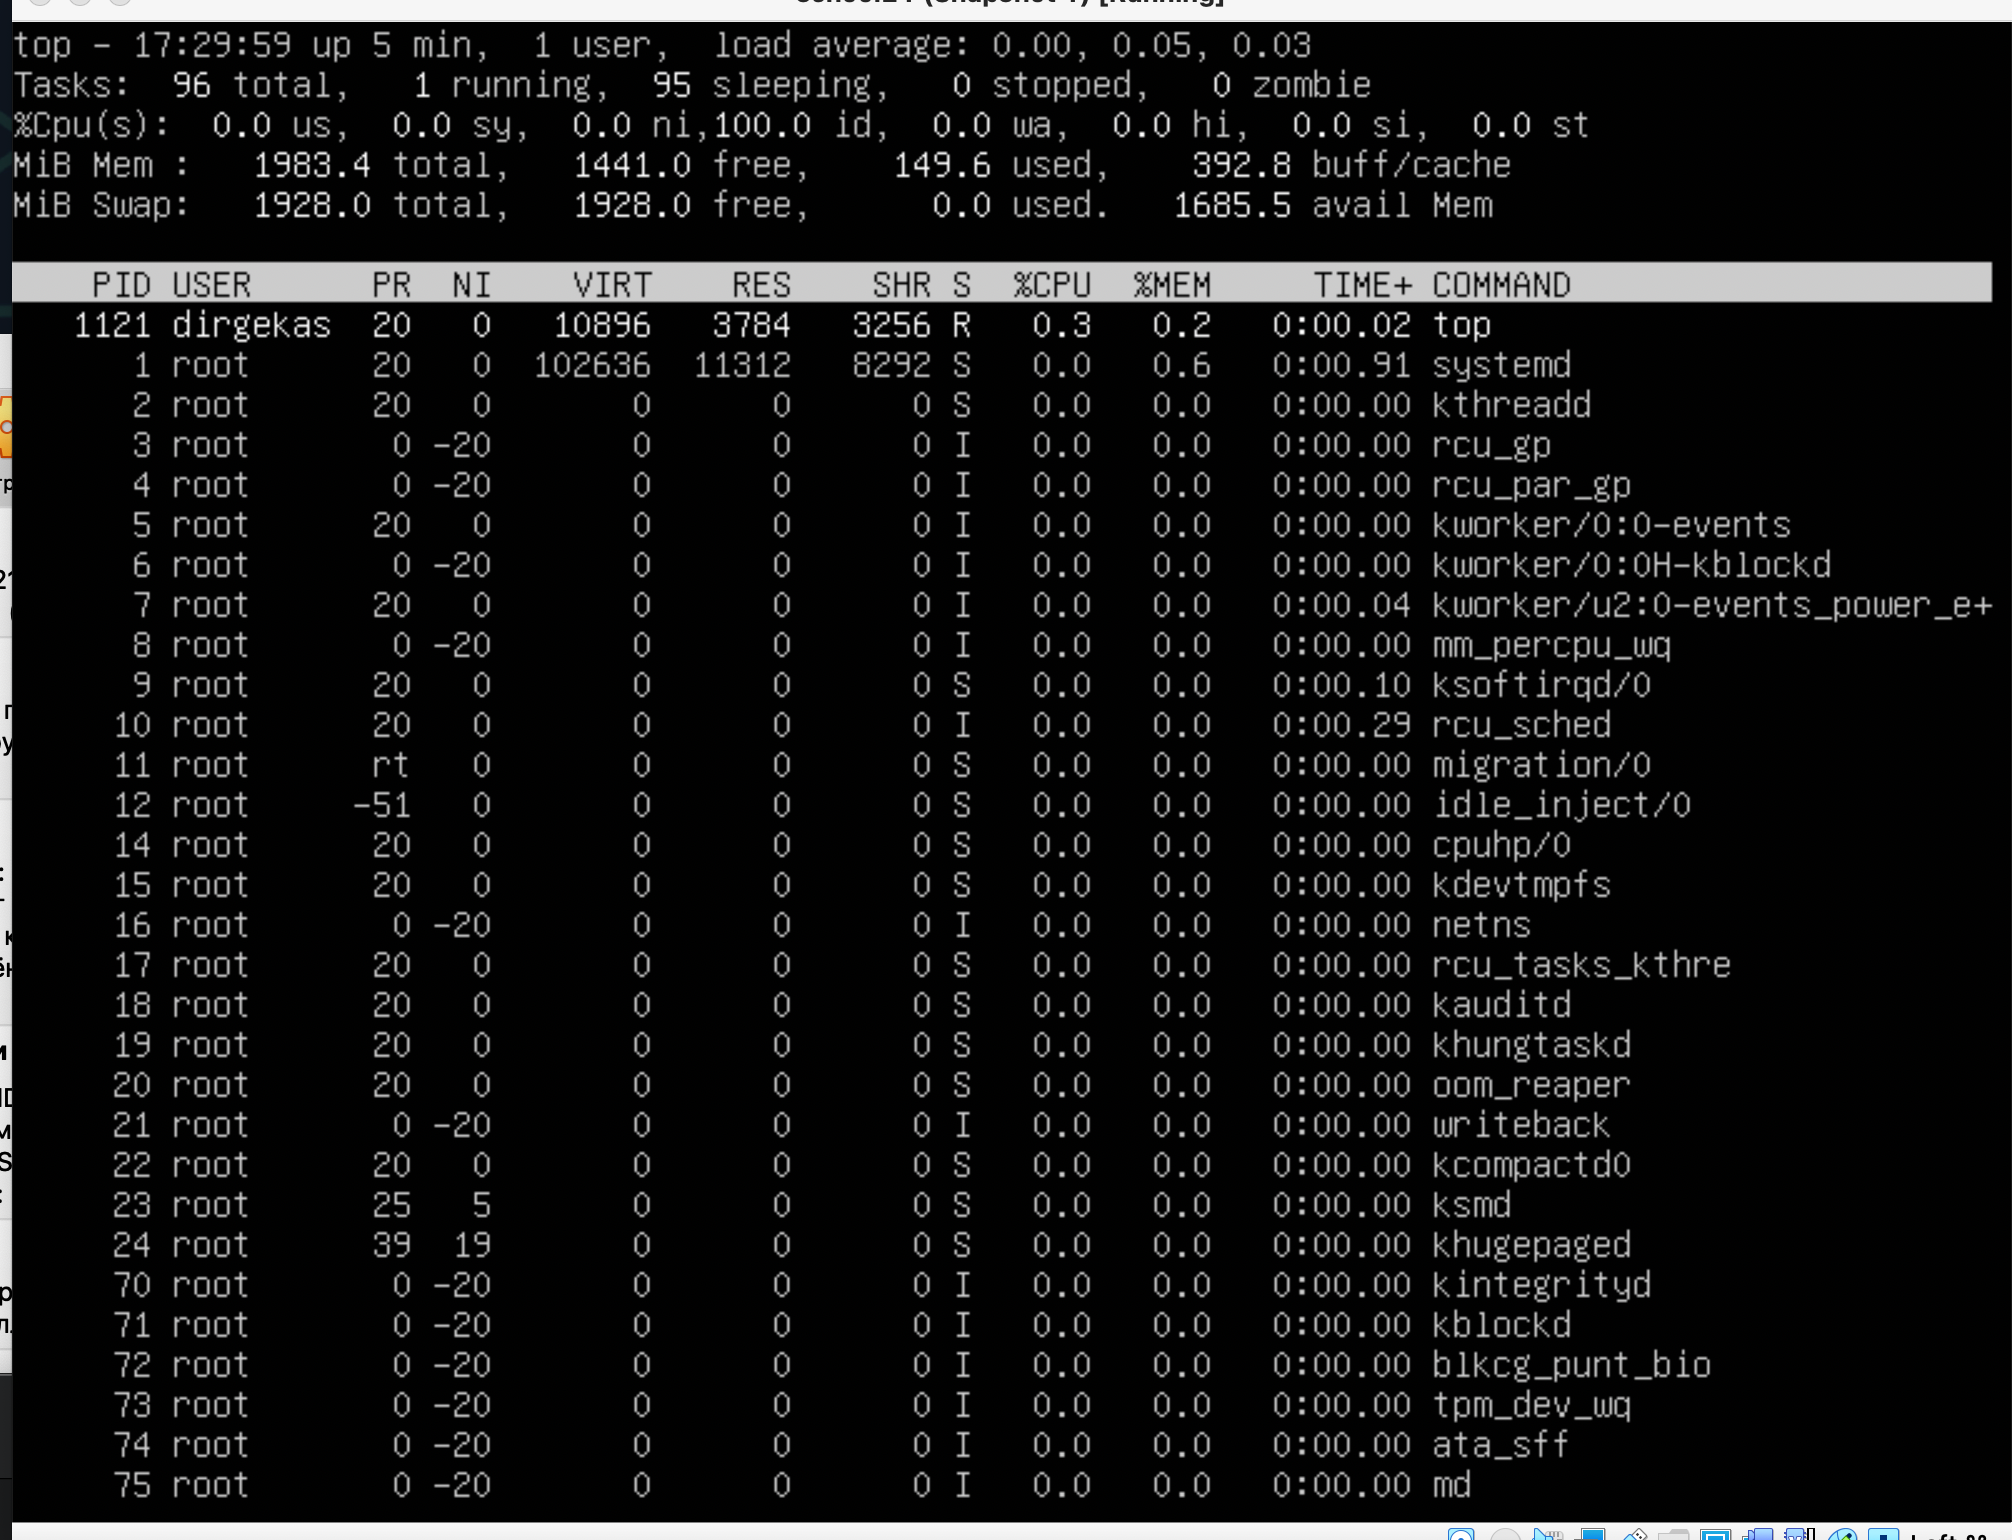 top - 17:29:59 up 5 min,  1 user,  load average: 0.00, 0.05, 0.03
Tasks:  96 total,   1 running,  95 sleeping,   0 stopped,   0 zombie
%Cpu(s):  0.0 us,  0.0 sy,  0.0 ni,100.0 id,  0.0 wa,  0.0 hi,  0.0 si,  0.0 st
MiB Mem :   1983.4 total,   1441.0 free,    149.6 used,    392.8 buff/cache
MiB Swap:   1928.0 total,   1928.0 free,      0.0 used.   1685.5 avail Mem
PID USER PR NI VIRT RES SHR S %CPU %MEM TIME+ COMMAND
1121 dirgekas 20 0 10896 3784 3256 R 0.3 0.2 0:00.02 top
1 root 20 0 102636 11312 8292 S 0.0 0.6 0:00.91 systemd
2 root 20 0 0 0 0 S 0.0 0.0 0:00.00 kthreadd
3 root 0 -20 0 0 0 I 0.0 0.0 0:00.00 rcu_gp
4 root 0 -20 0 0 0 I 0.0 0.0 0:00.00 rcu_par_gp
5 root 20 0 0 0 0 I 0.0 0.0 0:00.00 kworker/0:0-events
6 root 0 -20 0 0 0 I 0.0 0.0 0:00.00 kworker/0:0H-kblockd
7 root 20 0 0 0 0 I 0.0 0.0 0:00.04 kworker/u2:0-events_power_e+
8 root 0 -20 0 0 0 I 0.0 0.0 0:00.00 mm_percpu_wq
9 root 20 0 0 0 0 S 0.0 0.0 0:00.10 ksoftirqd/0
10 root 20 0 0 0 0 I 0.0 0.0 0:00.29 rcu_sched
11 root rt 0 0 0 0 S 0.0 0.0 0:00.00 migration/0
12 root -51 0 0 0 0 S 0.0 0.0 0:00.00 idle_inject/0
14 root 20 0 0 0 0 S 0.0 0.0 0:00.00 cpuhp/0
15 root 20 0 0 0 0 S 0.0 0.0 0:00.00 kdevtmpfs
16 root 0 -20 0 0 0 I 0.0 0.0 0:00.00 netns
17 root 20 0 0 0 0 S 0.0 0.0 0:00.00 rcu_tasks_kthre
18 root 20 0 0 0 0 S 0.0 0.0 0:00.00 kauditd
19 root 20 0 0 0 0 S 0.0 0.0 0:00.00 khungtaskd
20 root 20 0 0 0 0 S 0.0 0.0 0:00.00 oom_reaper
21 root 0 -20 0 0 0 I 0.0 0.0 0:00.00 writeback
22 root 20 0 0 0 0 S 0.0 0.0 0:00.00 kcompactd0
23 root 25 5 0 0 0 S 0.0 0.0 0:00.00 ksmd
24 root 39 19 0 0 0 S 0.0 0.0 0:00.00 khugepaged
70 root 0 -20 0 0 0 I 0.0 0.0 0:00.00 kintegrityd
71 root 0 -20 0 0 0 I 0.0 0.0 0:00.00 kblockd
72 root 0 -20 0 0 0 I 0.0 0.0 0:00.00 blkcg_punt_bio
73 root 0 -20 0 0 0 I 0.0 0.0 0:00.00 tpm_dev_wq
74 root 0 -20 0 0 0 I 0.0 0.0 0:00.00 ata_sff
75 root 0 -20 0 0 0 I 0.0 0.0 0:00.00 md